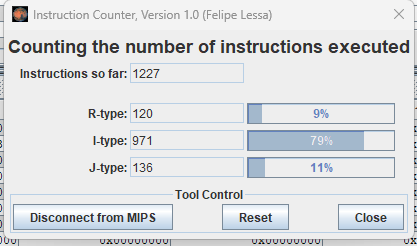 Instruction Counter, Version 1.0 (Felipe Lessa)
Counting the number of instructions executed
Instructions so far: 1227
R-type: 120 9%
I-type: 971 79%
J-type: 136 11%
Tool Control
Disconnect from MIPS Reset Close